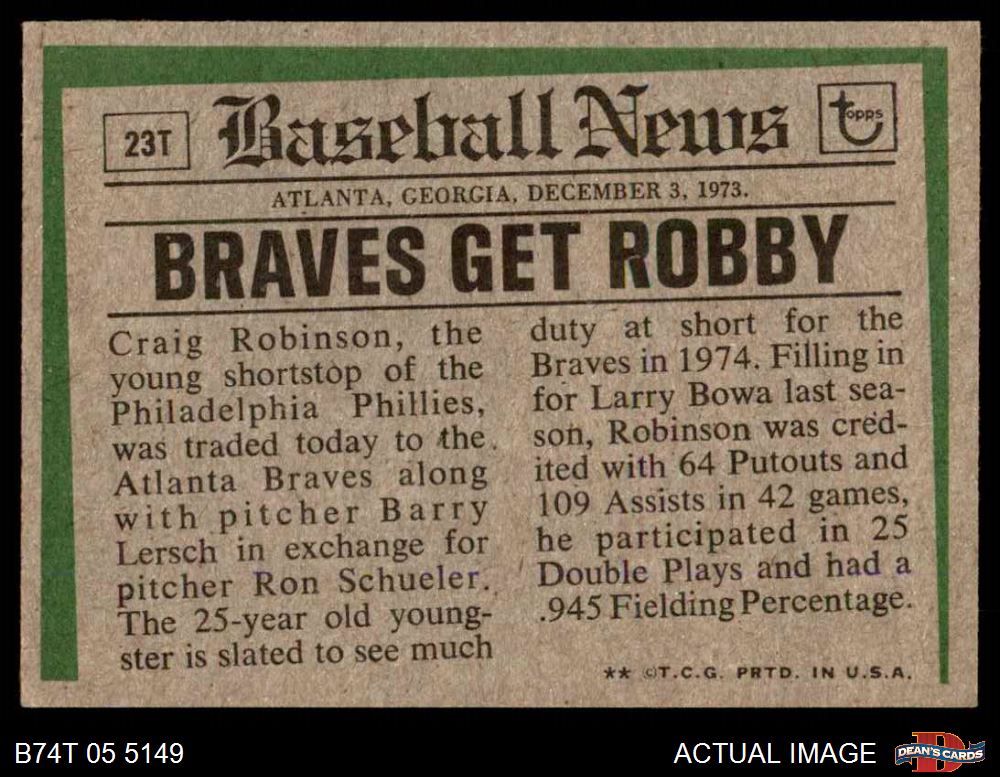 23T
Baseball News
topps
ATLANTA, GEORGIA, DECEMBER 3, 1973.
BRAVES GET ROBBY
Craig Robinson, the
young shortstop of the
Philadelphia Phillies,
was traded today to the
Atlanta Braves along
with pitcher Barry
Lersch in exchange for
pitcher Ron Schueler.
The 25-year old young-
ster is slated to see much
duty at short for the
Braves in 1974. Filling in
for Larry Bowa last sea-
son, Robinson was cred-
ited with 64 Putouts and
109 Assists in 42 games,
he participated in 25
Double Plays and had a
.945 Fielding Percentage.
** ©T.C.G. PRTD. IN U.S.A.
B74T 05 5149
ACTUAL IMAGE
DEAN'S CARDS